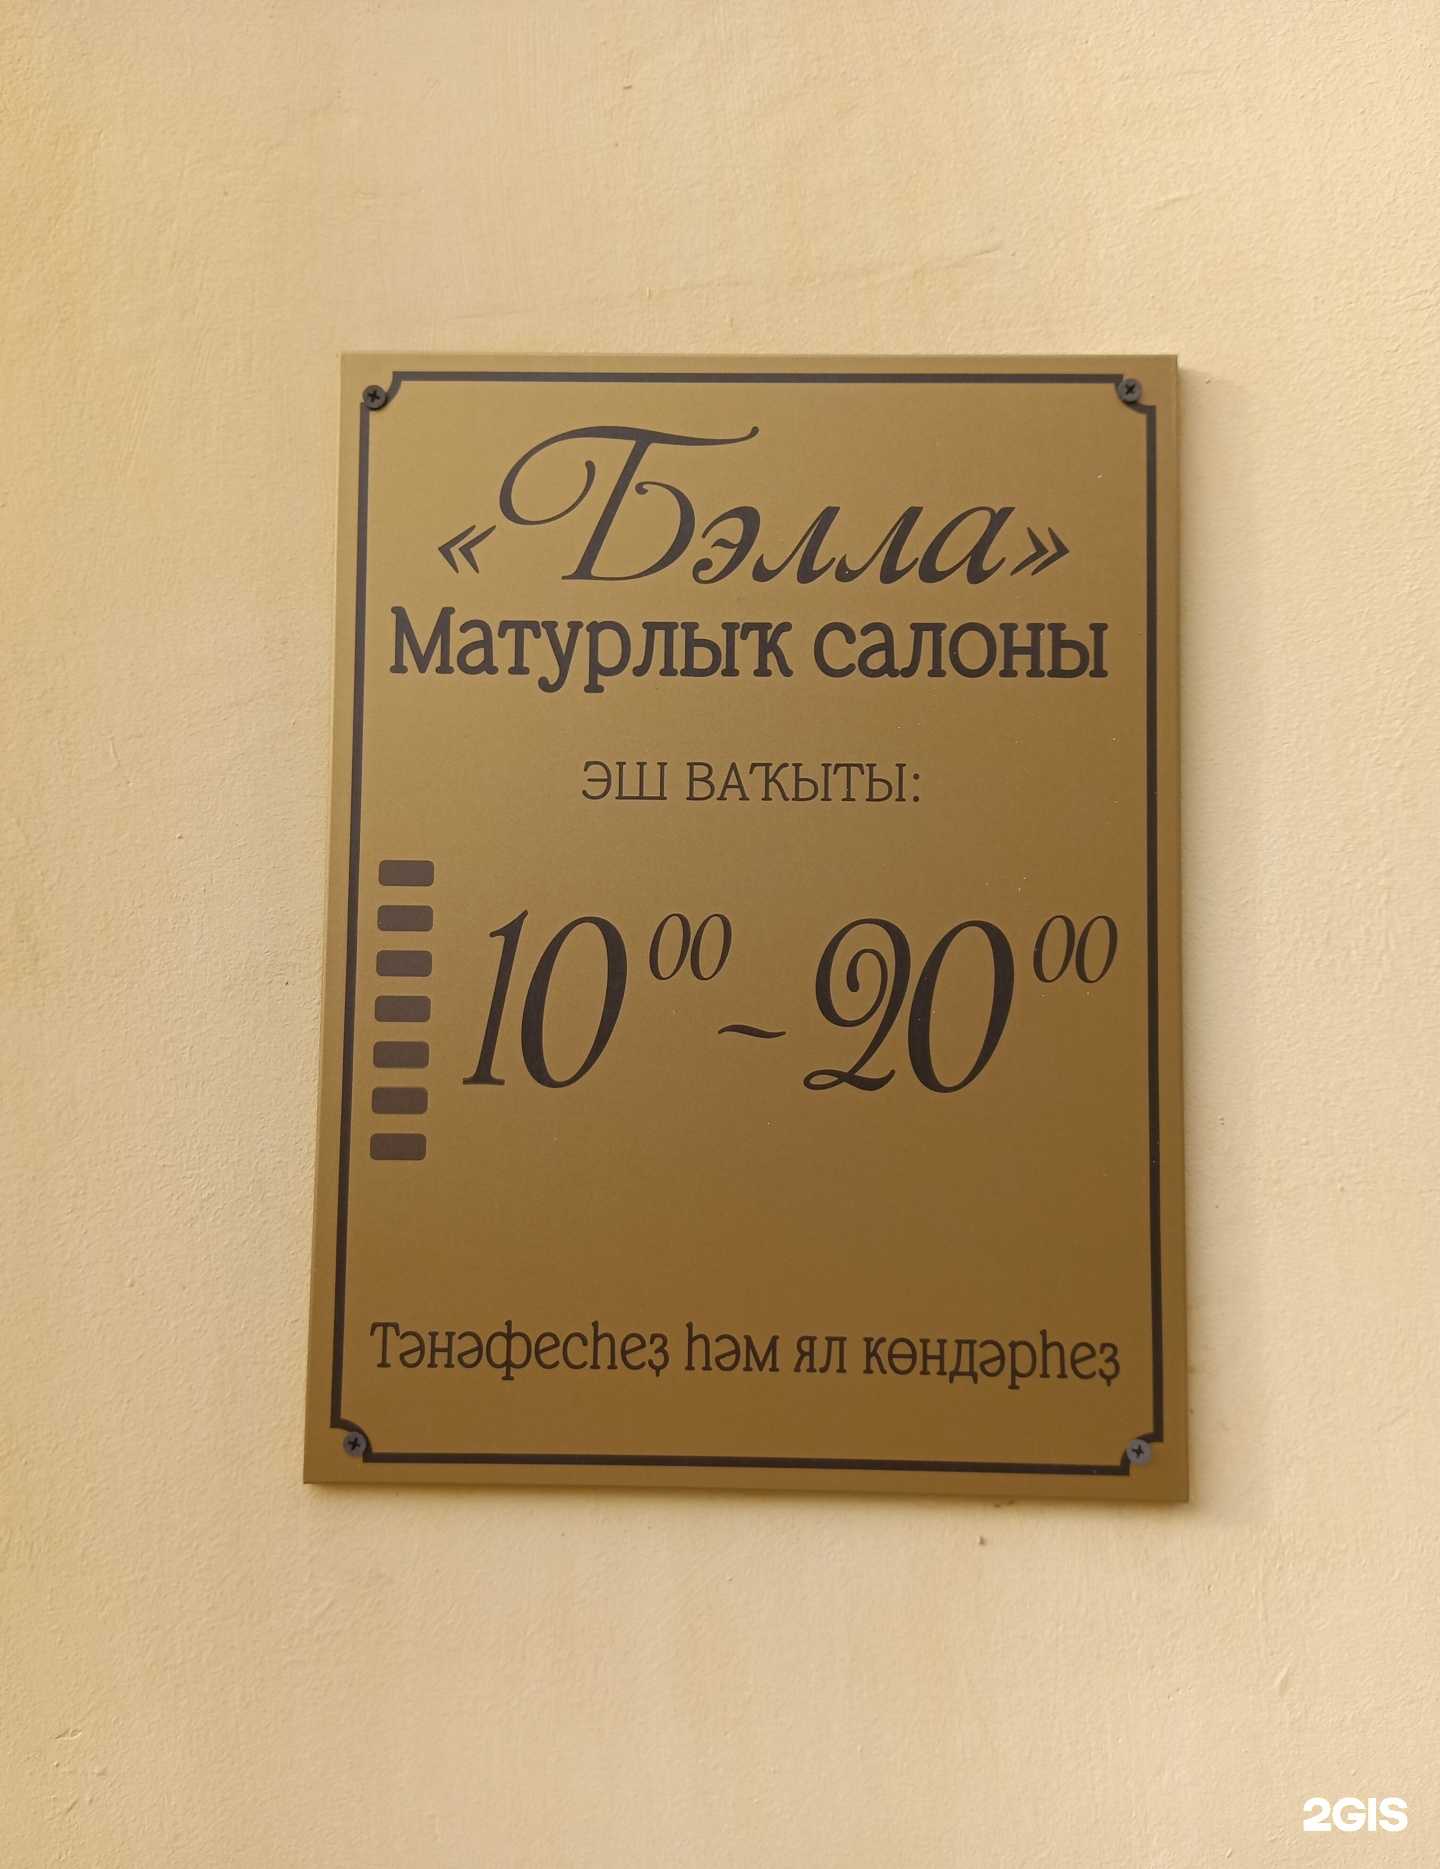 «Бэлла»
Матурлыҡ салоны
ЭШ ВАҠЫТЫ:
10⁰⁰ - 20⁰⁰
Тәнәфесһеҙ һәм ял көндәрһеҙ
2GIS